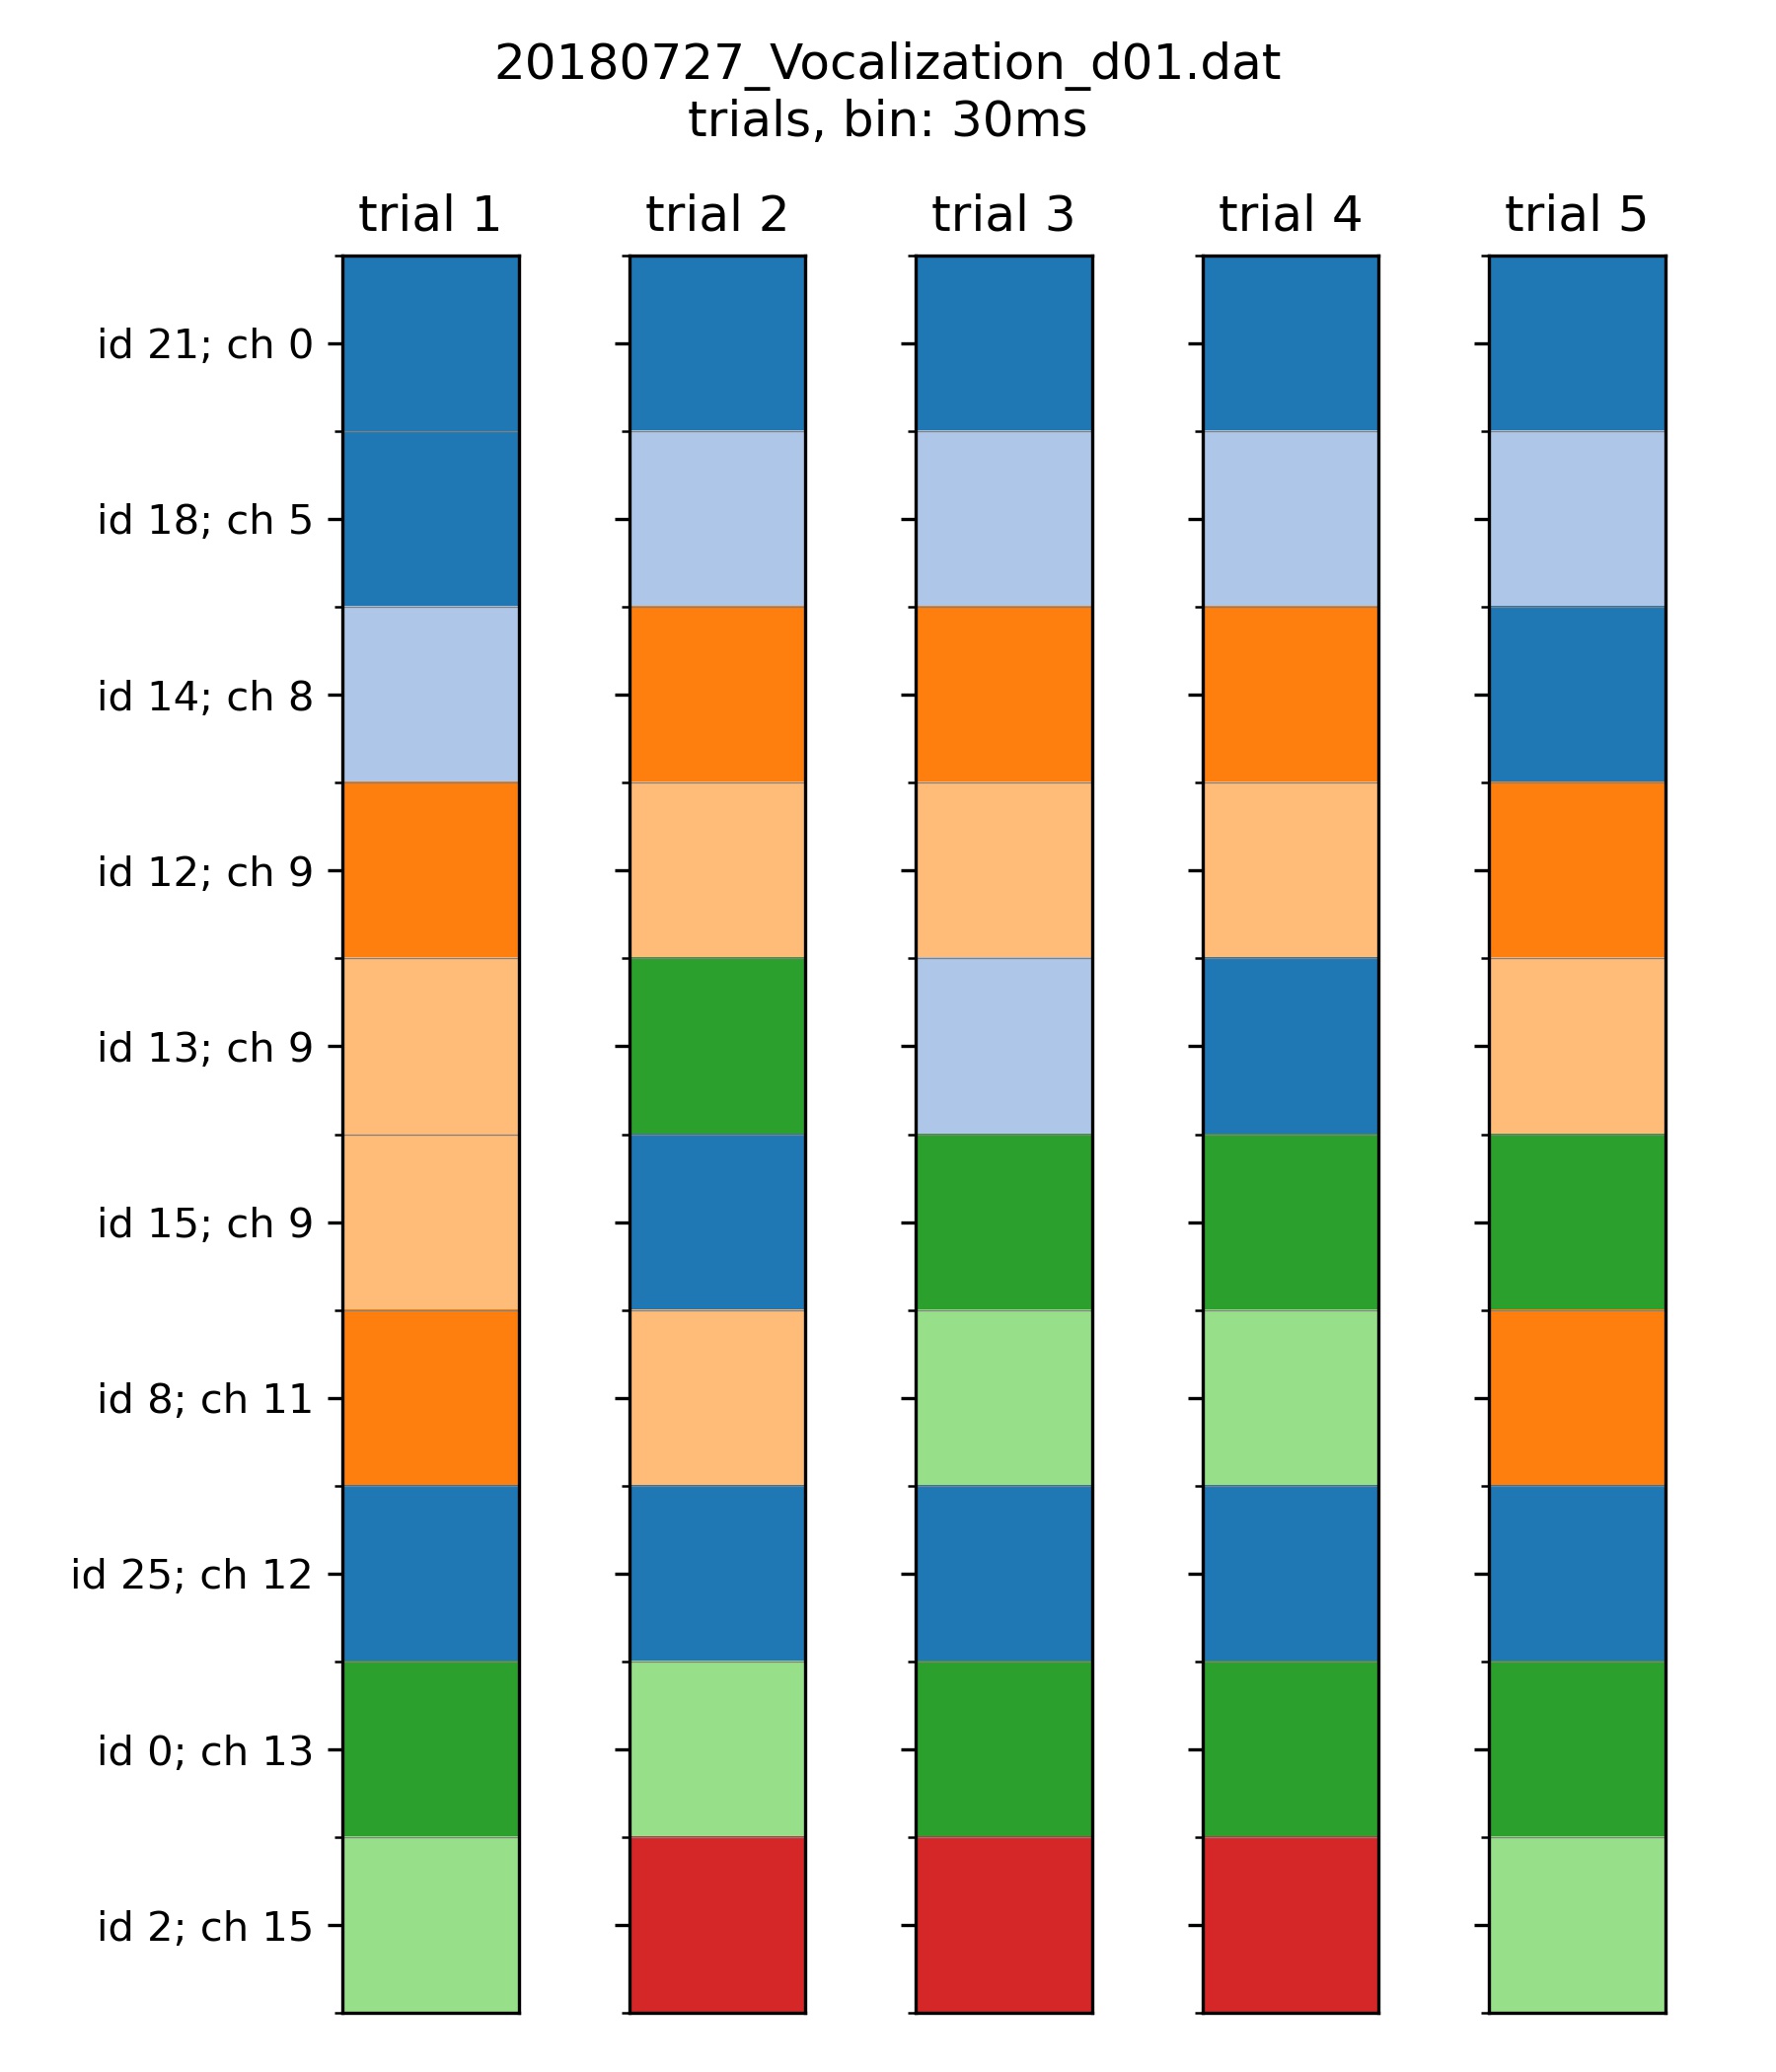 20180727_Vocalization_d01.dat
trials, bin: 30ms
trial 1 trial 2 trial 3 trial 4 trial 5
id 21; ch 0
id 18; ch 5
id 14; ch 8
id 12; ch 9
id 13; ch 9
id 15; ch 9
id 8; ch 11
id 25; ch 12
id 0; ch 13
id 2; ch 15